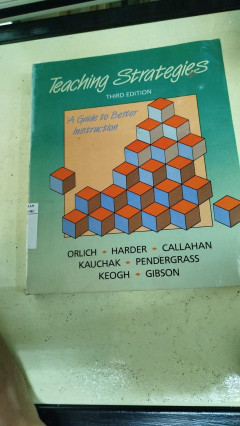 Teaching Strategies
THIRD EDITION
A Guide to Better
Instruction
ORLICH • HARDER • CALLAHAN
KAUCHAK • PENDERGRASS
KEOGH • GIBSON